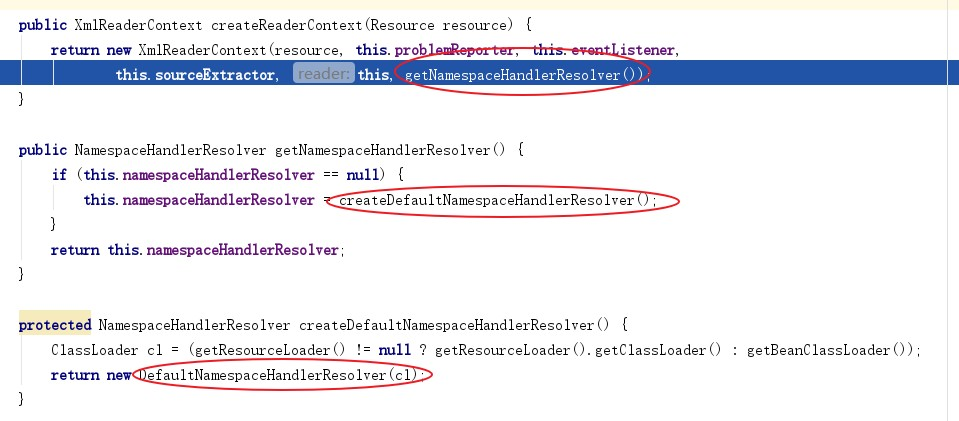 public XmlReaderContext createReaderContext(Resource resource) {
return new XmlReaderContext(resource, this.problemReporter, this.eventListener,
this.sourceExtractor, reader: this, getNamespaceHandlerResolver());
}
public NamespaceHandlerResolver getNamespaceHandlerResolver() {
if (this.namespaceHandlerResolver == null) {
this.namespaceHandlerResolver = createDefaultNamespaceHandlerResolver();
}
return this.namespaceHandlerResolver;
}
protected NamespaceHandlerResolver createDefaultNamespaceHandlerResolver() {
ClassLoader cl = (getResourceLoader() != null ? getResourceLoader().getClassLoader() : getBeanClassLoader());
return new DefaultNamespaceHandlerResolver(cl);
}